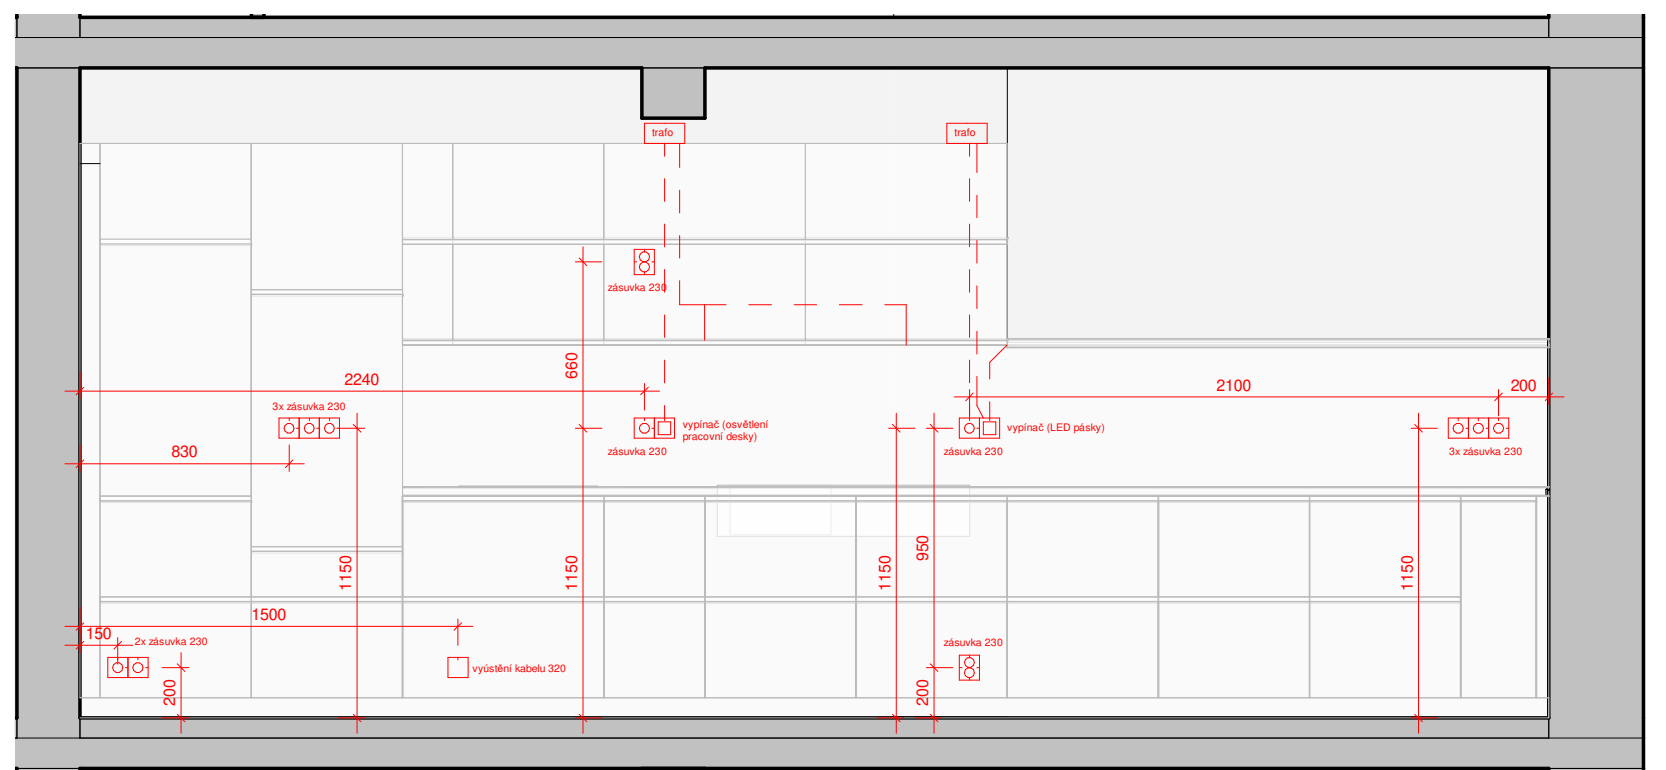 trafo
trafo
zásuvka 230
660
2240
2100
200
3x zásuvka 230
vypínač (osvětlení
pracovní desky)
vypínač (LED pásky)
zásuvka 230
zásuvka 230
3x zásuvka 230
830
950
1150
1150
1150
1150
1500
150
2x zásuvka 230
zásuvka 230
vyústění kabelu 320
200
200